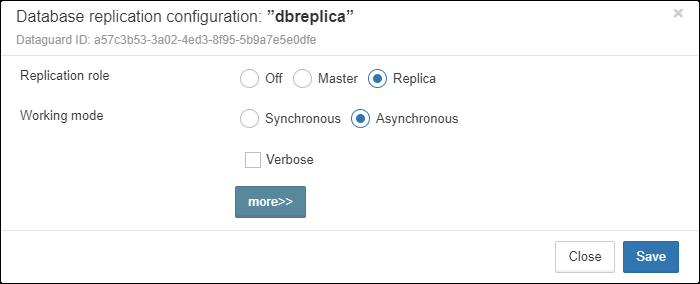 Database replication configuration: ”dbreplica”
×
Dataguard ID: a57c3b53-3a02-4ed3-8f95-5b9a7e5e0dfe
Replication role Off Master Replica
Working mode Synchronous Asynchronous
Verbose
more>>
Close Save